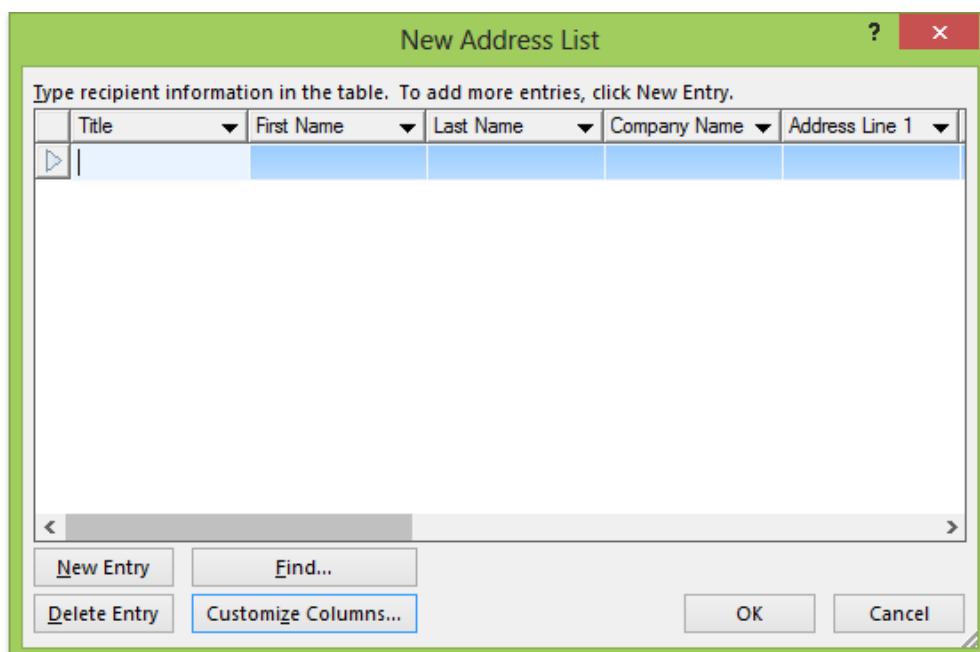 New Address List
?
Type recipient information in the table. To add more entries, click New Entry.
Title First Name Last Name Company Name Address Line 1
New Entry Find...
Delete Entry Customize Columns... OK Cancel